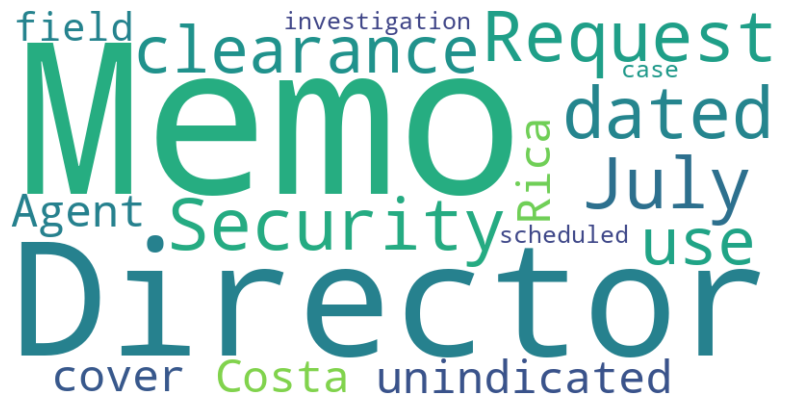 investigation
field
clearance
Request
case
Memo
dated
Rica
July
Agent
Security
scheduled
use
Director
cover
Costa
unindicated